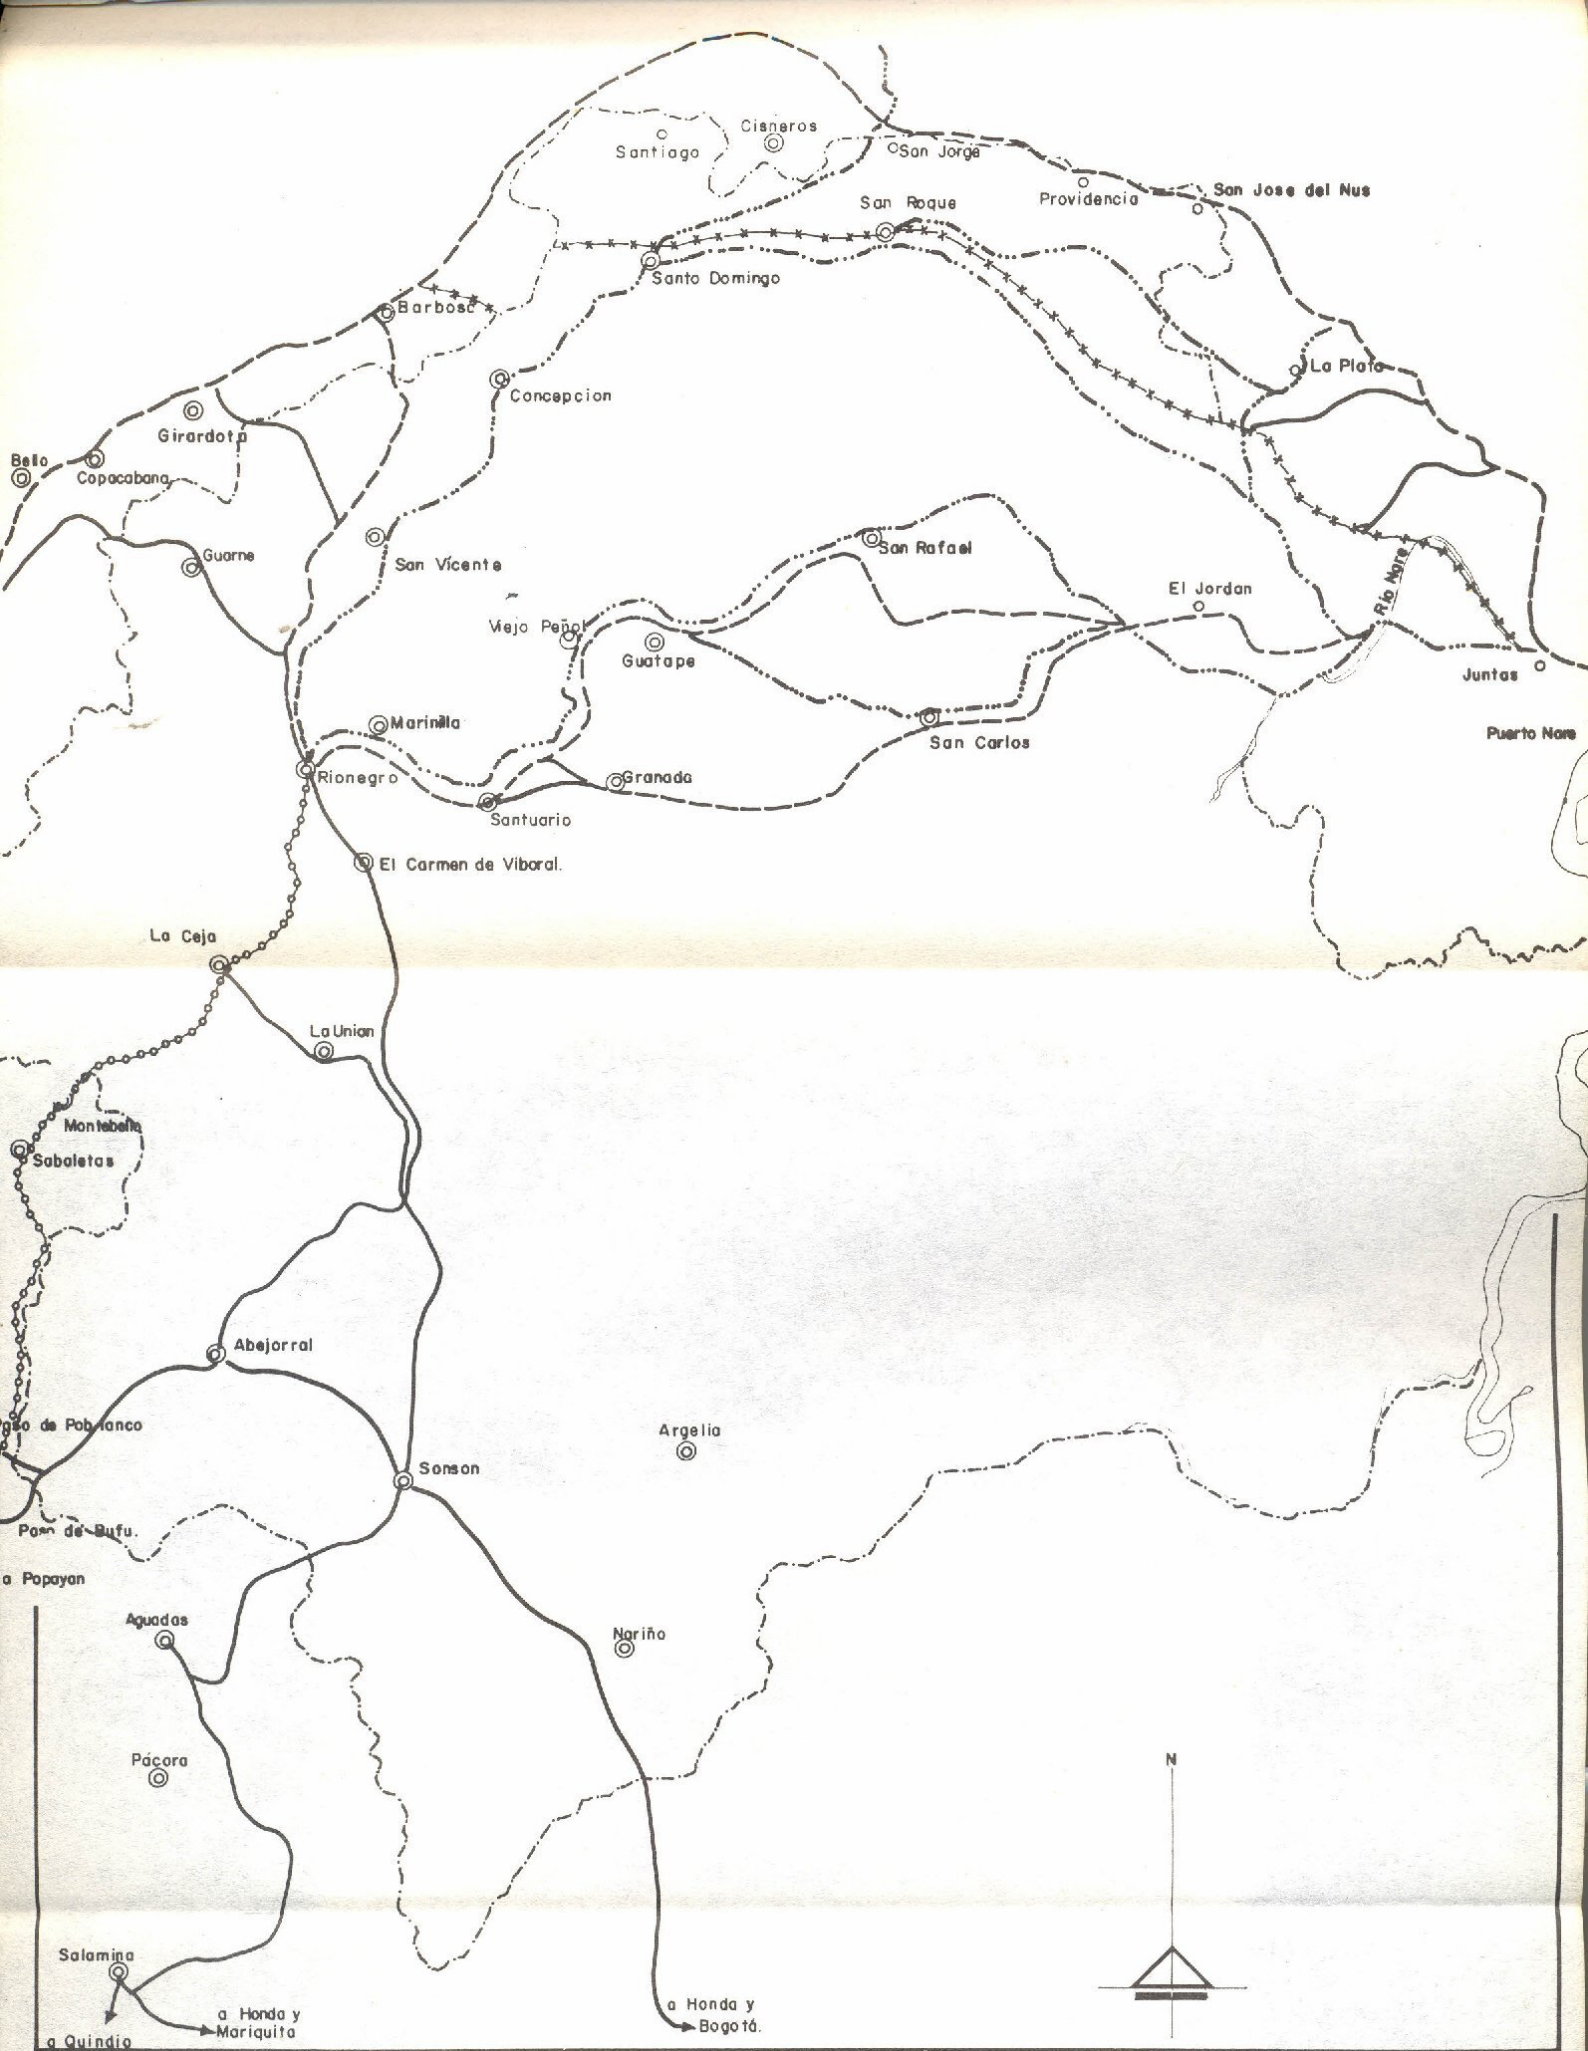 Cisneros
Santiago
San Jorge
San Jose del Nus
Providencia
San Roque
Santo Domingo
Barbosa
La Plata
Concepcion
Girardota
Bello
Copacabana
Guarne
San Vicente
San Rafael
Rio Nare
El Jordan
Viejo Peñol
Guatape
Juntas
Marinilla
San Carlos
Puerto Nare
Rionegro
Granada
Santuario
El Carmen de Viboral.
La Ceja
La Union
Montebello
Sabaletas
Abejorral
de Poblanco
Argelia
Sonson
Paso de Bufu.
a Popayan
Aguadas
Nariño
Pácora
N
Salamina
a Honda y
Mariquita
a Quindio
a Honda y
Bogotá.